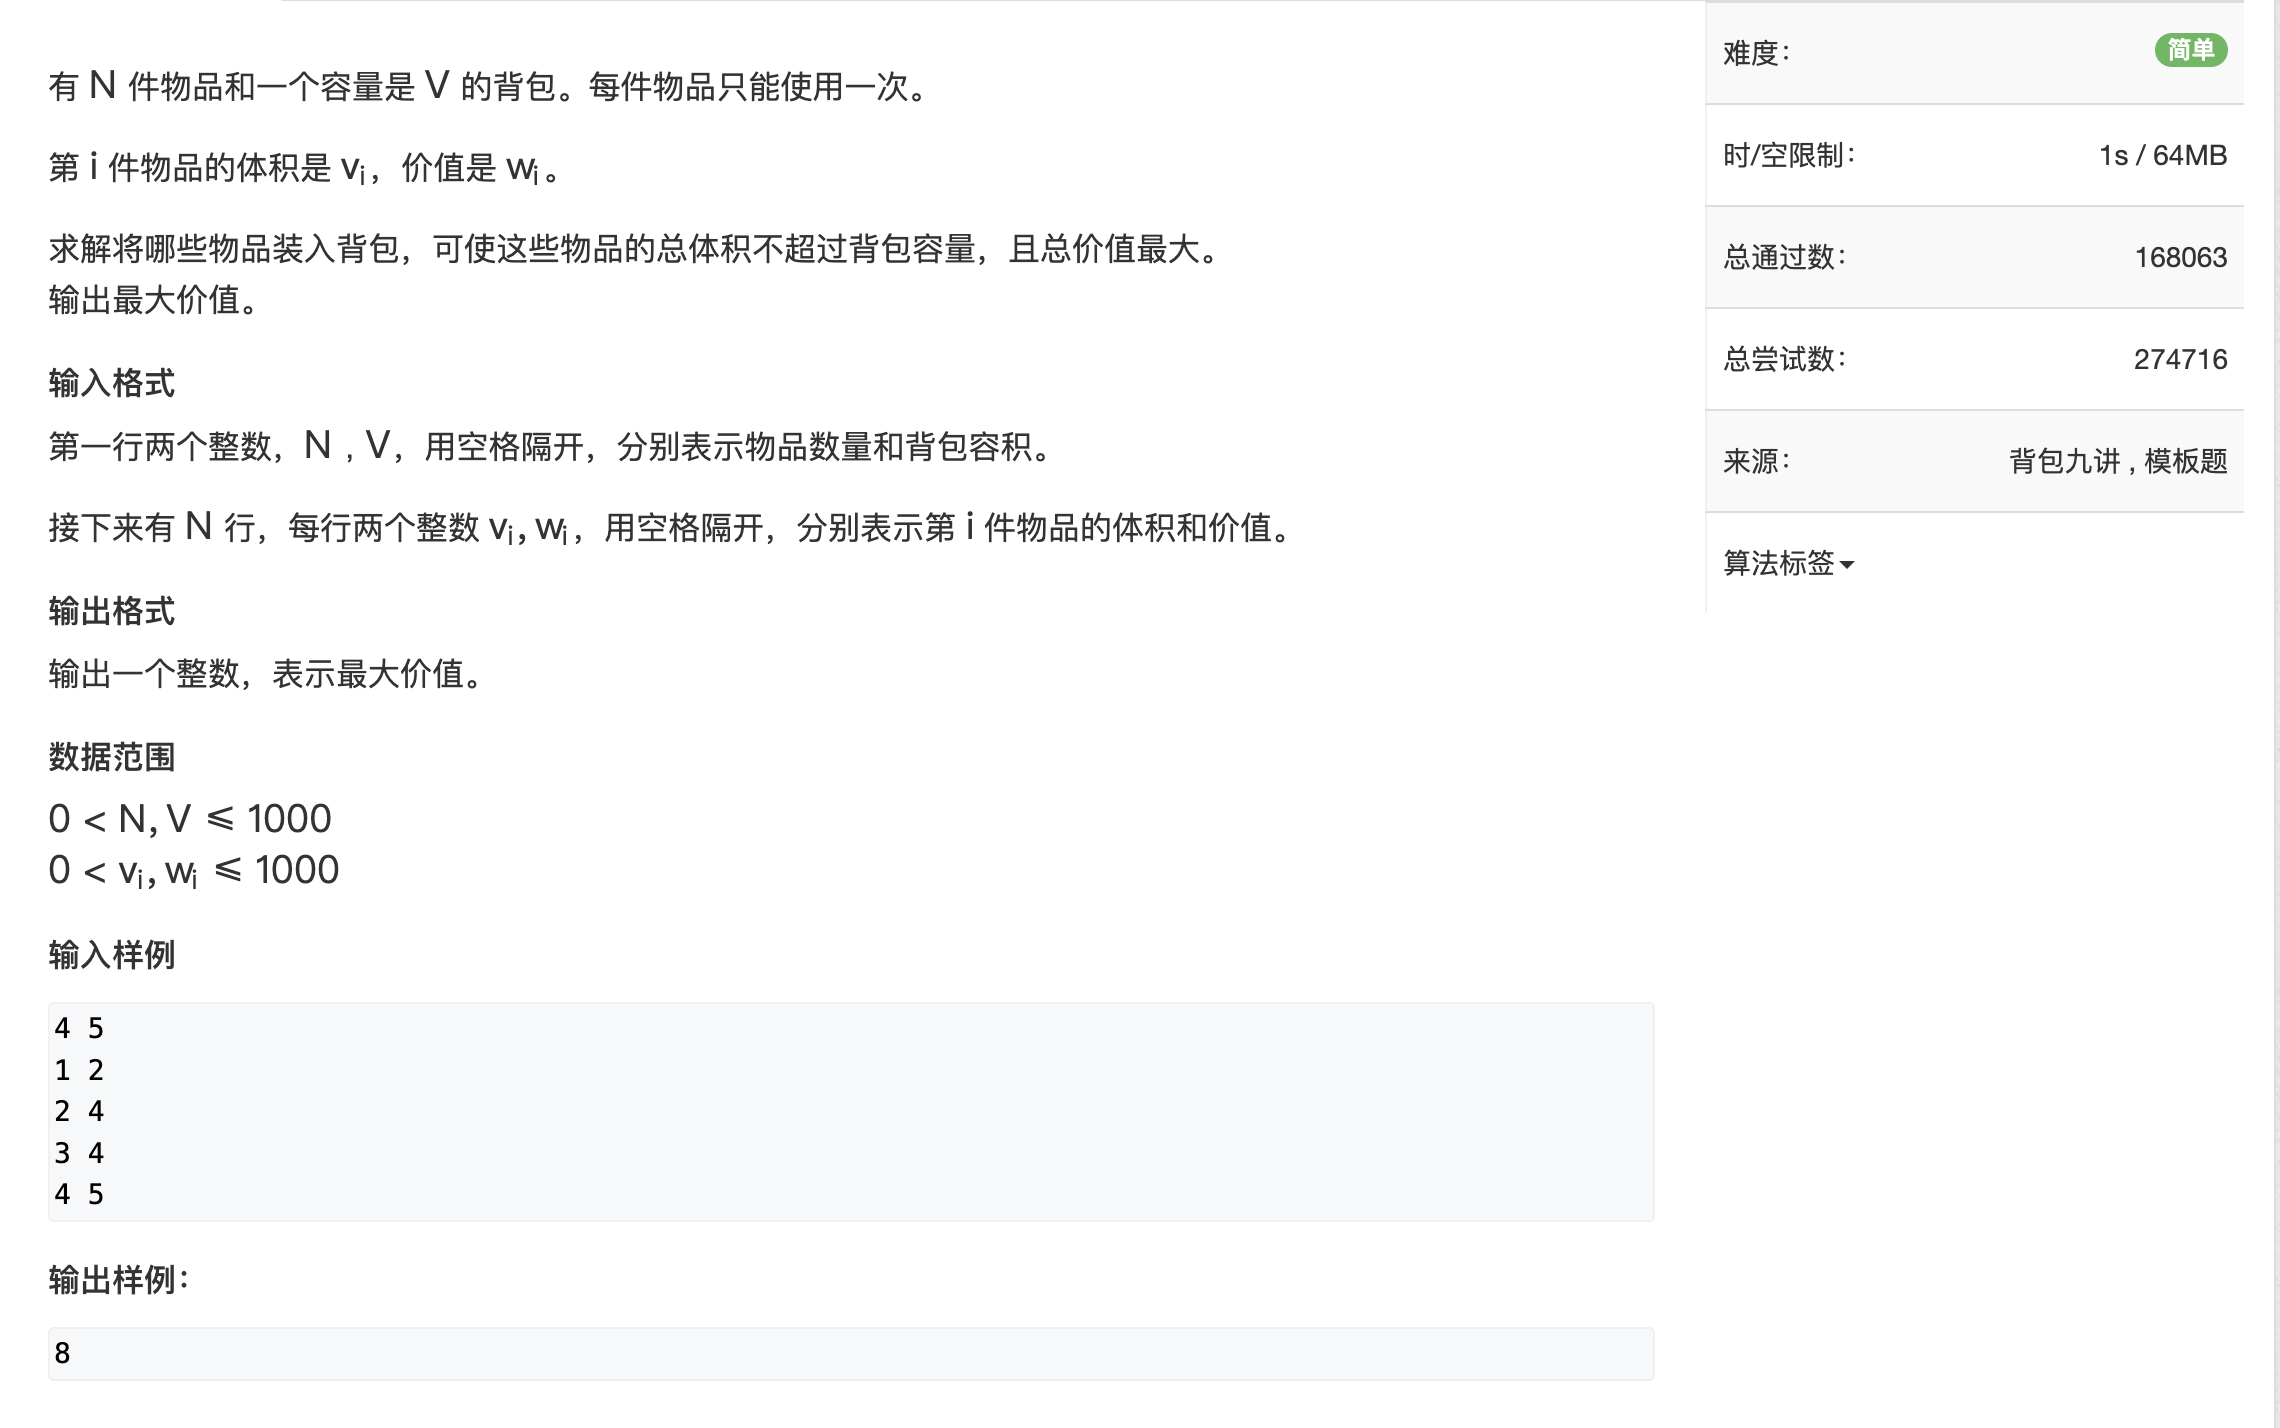 有 N 件物品和一个容量是 V 的背包。每件物品只能使用一次。
第 i 件物品的体积是 vi，价值是 wi。
求解将哪些物品装入背包，可使这些物品的总体积不超过背包容量，且总价值最大。
输出最大价值。
输入格式
第一行两个整数，N , V，用空格隔开，分别表示物品数量和背包容积。
接下来有 N 行，每行两个整数 vi, wi，用空格隔开，分别表示第 i 件物品的体积和价值。
输出格式
输出一个整数，表示最大价值。
数据范围
0 < N, V ⩽ 1000
0 < vi, wi ⩽ 1000
输入样例
4 5
1 2
2 4
3 4
4 5
输出样例：
8
难度： 简单
时/空限制： 1s / 64MB
总通过数： 168063
总尝试数： 274716
来源： 背包九讲 , 模板题
算法标签